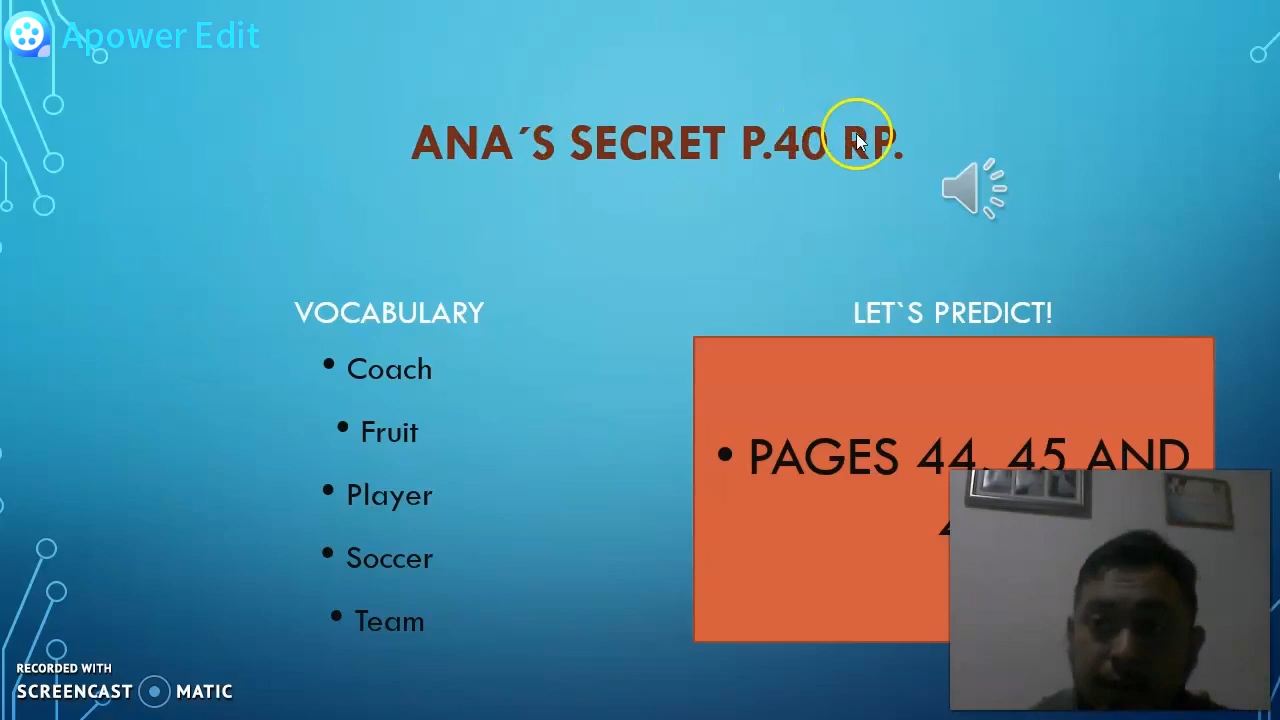 Apower Edit
ANA´S SECRET P.40 RP.
VOCABULARY
• Coach
• Fruit
• Player
• Soccer
• Team
LET`S PREDICT!
• PAGES 44, 45 AND
RECORDED WITH
SCREENCAST MATIC